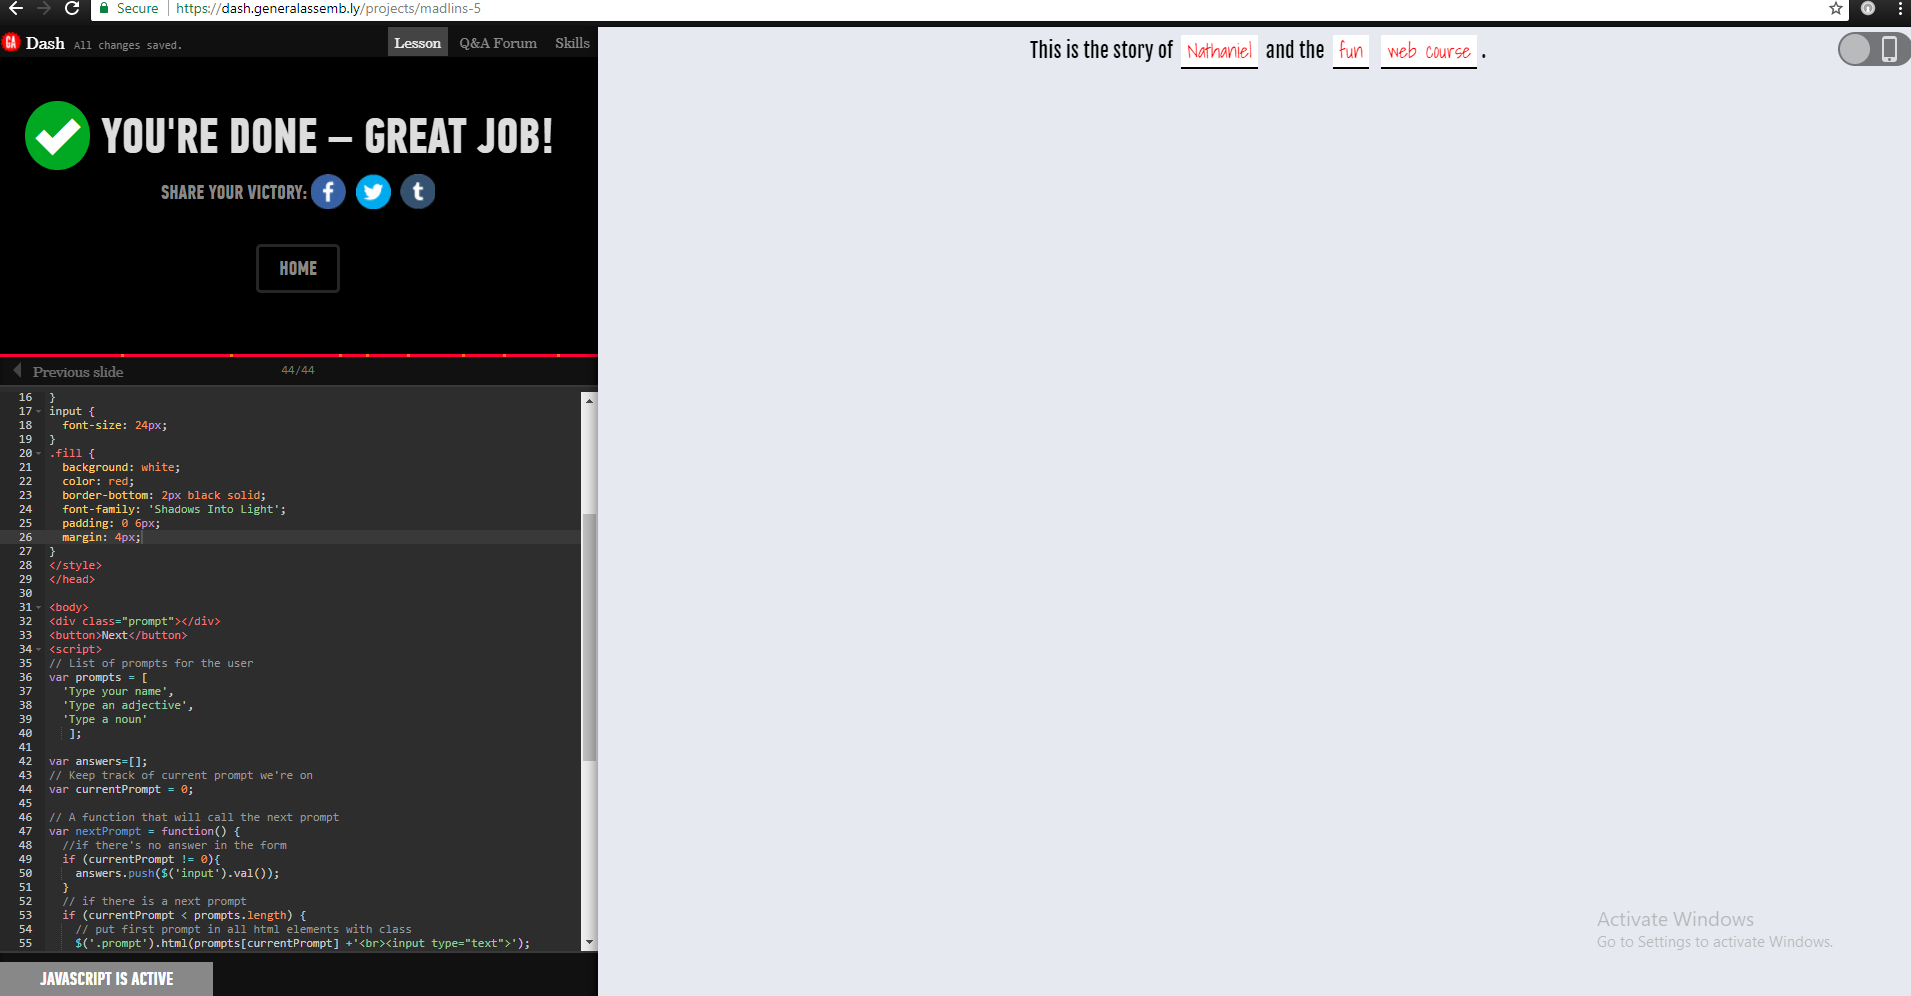 Secure | https://dash.generalassemb.ly/projects/madlins-5
GA Dash All changes saved. Lesson Q&A Forum Skills
YOU'RE DONE – GREAT JOB!
SHARE YOUR VICTORY: f t
HOME
Previous slide 44/44
16 }
17 input {
18 font-size: 24px;
19 }
20 .fill {
21 background: white;
22 color: red;
23 border-bottom: 2px black solid;
24 font-family: 'Shadows Into Light';
25 padding: 0 6px;
26 margin: 4px;
27 }
28 </style>
29 </head>
30
31 <body>
32 <div class="prompt"></div>
33 <button>Next</button>
34 <script>
35 // List of prompts for the user
36 var prompts = [
37 'Type your name',
38 'Type an adjective',
39 'Type a noun'
40 ];
41
42 var answers=[];
43 // Keep track of current prompt we're on
44 var currentPrompt = 0;
45
46 // A function that will call the next prompt
47 var nextPrompt = function() {
48 //if there's no answer in the form
49 if (currentPrompt != 0){
50 answers.push($('input').val());
51 }
52 // if there is a next prompt
53 if (currentPrompt < prompts.length) {
54 // put first prompt in all html elements with class
55 $('.prompt').html(prompts[currentPrompt] +'<br><input type="text">');
JAVASCRIPT IS ACTIVE
This is the story of Nathaniel and the fun web course .
Activate Windows
Go to Settings to activate Windows.